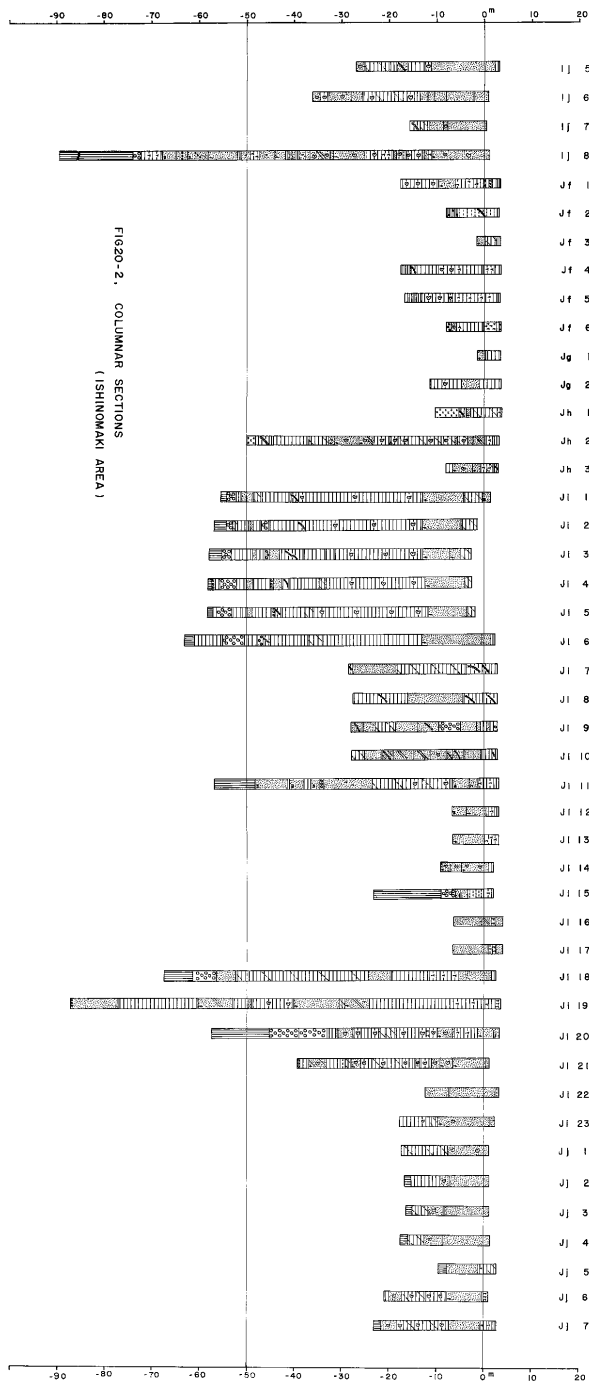 -90 -80 -70 -60 -50 -40 -30 -20 -10 0 m 10 20
Ij 5
Ij 6
Ij 7
Ij 8
Jf 1
Jf 2
Jf 3
Jf 4
Jf 5
Jf 6
Jg 1
Jg 2
Jh 1
Jh 2
Jh 3
Ji 1
Ji 2
Ji 3
Ji 4
Ji 5
Ji 6
Ji 7
Ji 8
Ji 9
Ji 10
Ji 11
Ji 12
Ji 13
Ji 14
Ji 15
Ji 16
Ji 17
Ji 18
Ji 19
Ji 20
Ji 21
Ji 22
Ji 23
Jj 1
Jj 2
Jj 3
Jj 4
Jj 5
Jj 6
Jj 7
FIG.20-2, COLUMNAR SECTIONS
(ISHINOMAKI AREA)
-90 -80 -70 -60 -50 -40 -30 -20 -10 0 m 10 20